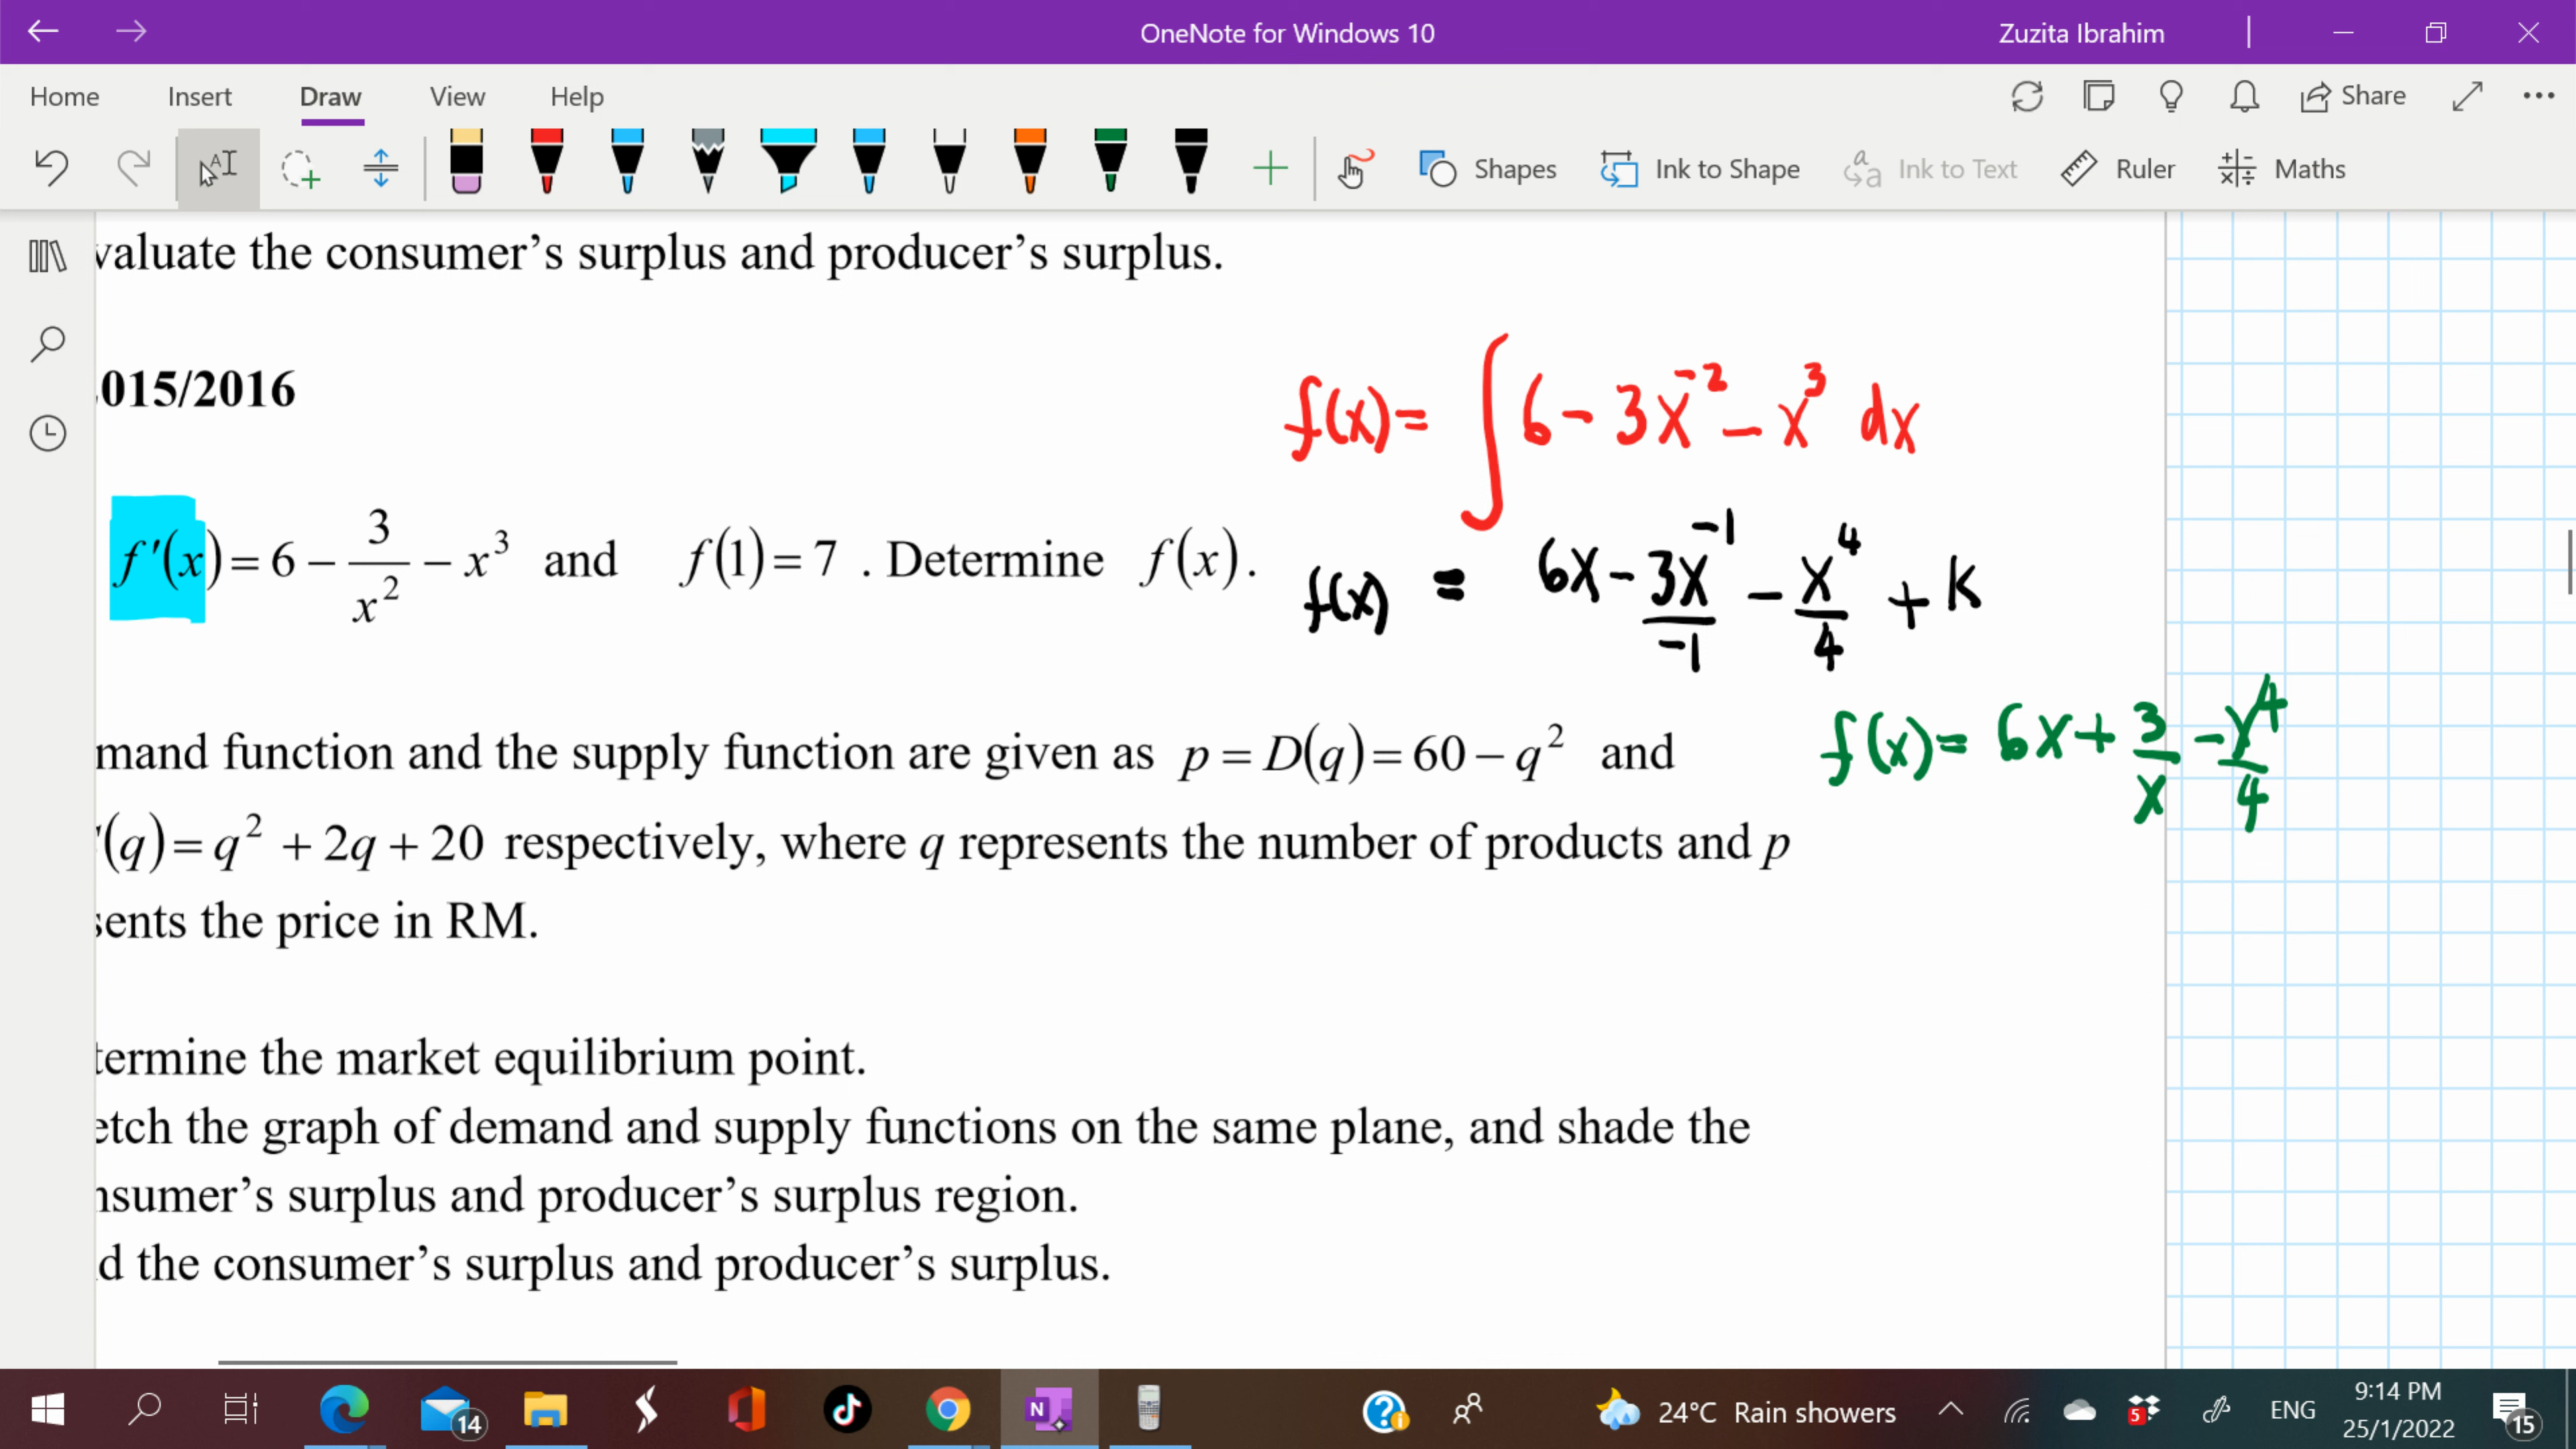 OneNote for Windows 10
Zuzita Ibrahim
Home Insert Draw View Help Share
Shapes Ink to Shape Ink to Text Ruler Maths
valuate the consumer's surplus and producer's surplus.
015/2016
f(x) = ∫ 6 - 3x⁻² - x³ dx
f'(x) = 6 - 3/x² - x³ and f(1) = 7 . Determine f(x).
f(x) = 6x - 3x⁻¹/-1 - x⁴/4 + K
f(x) = 6x + 3/x - x⁴/4
mand function and the supply function are given as p = D(q) = 60 - q² and
(q) = q² + 2q + 20 respectively, where q represents the number of products and p
sents the price in RM.
termine the market equilibrium point.
etch the graph of demand and supply functions on the same plane, and shade the
nsumer's surplus and producer's surplus region.
d the consumer's surplus and producer's surplus.
14
N
24°C Rain showers
5
ENG
9:14 PM
25/1/2022
15